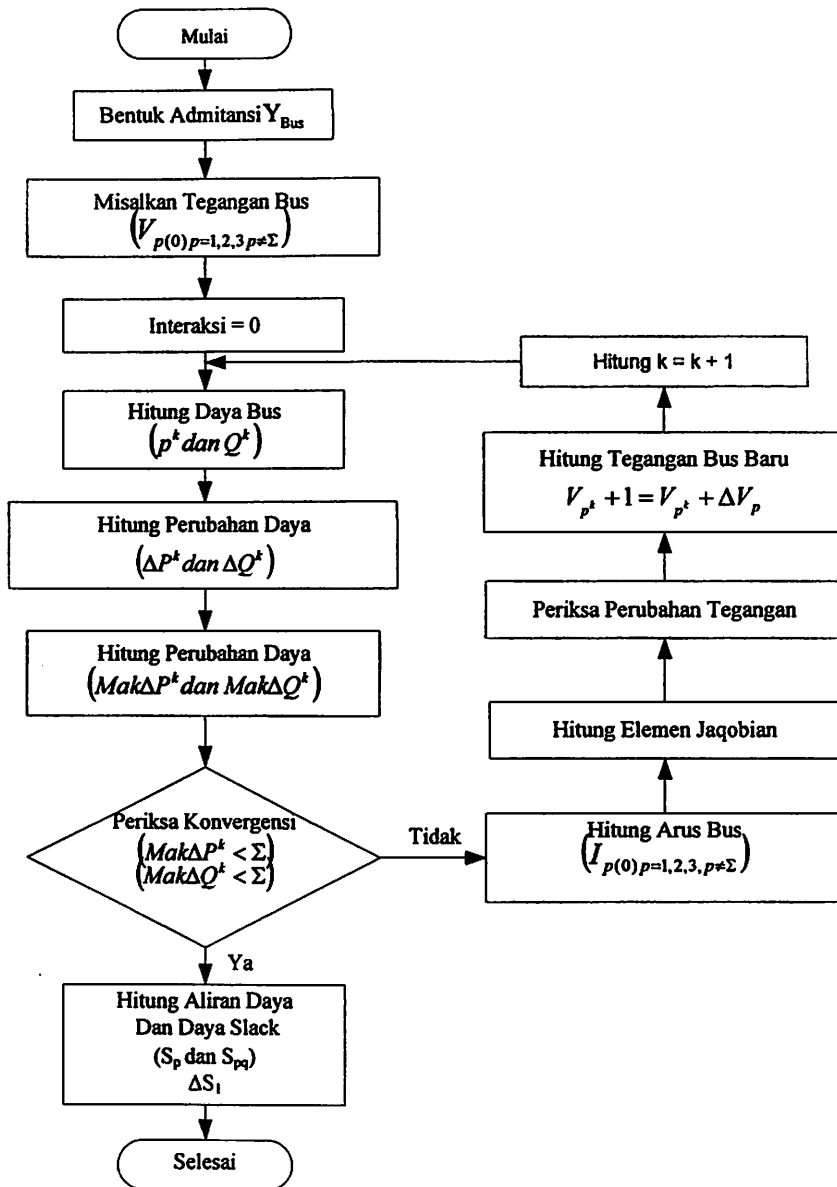 Mulai
Bentuk Admitansi Y_Bus
Misalkan Tegangan Bus
(V_p(0)p=1,2,3p≠Σ)
Interaksi = 0
Hitung Daya Bus
(p^k dan Q^k)
Hitung Perubahan Daya
(ΔP^k dan ΔQ^k)
Hitung Perubahan Daya
(MakΔP^k dan MakΔQ^k)
Periksa Konvergensi
(MakΔP^k < Σ)
(MakΔQ^k < Σ)
Tidak
Hitung Arus Bus
(I_p(0)p=1,2,3,p≠Σ)
Hitung Elemen Jaqobian
Periksa Perubahan Tegangan
Hitung Tegangan Bus Baru
V_p^k + 1 = V_p^k + ΔV_p
Hitung k = k + 1
Ya
Hitung Aliran Daya
Dan Daya Slack
(S_p dan S_pq)
ΔS_1
Selesai